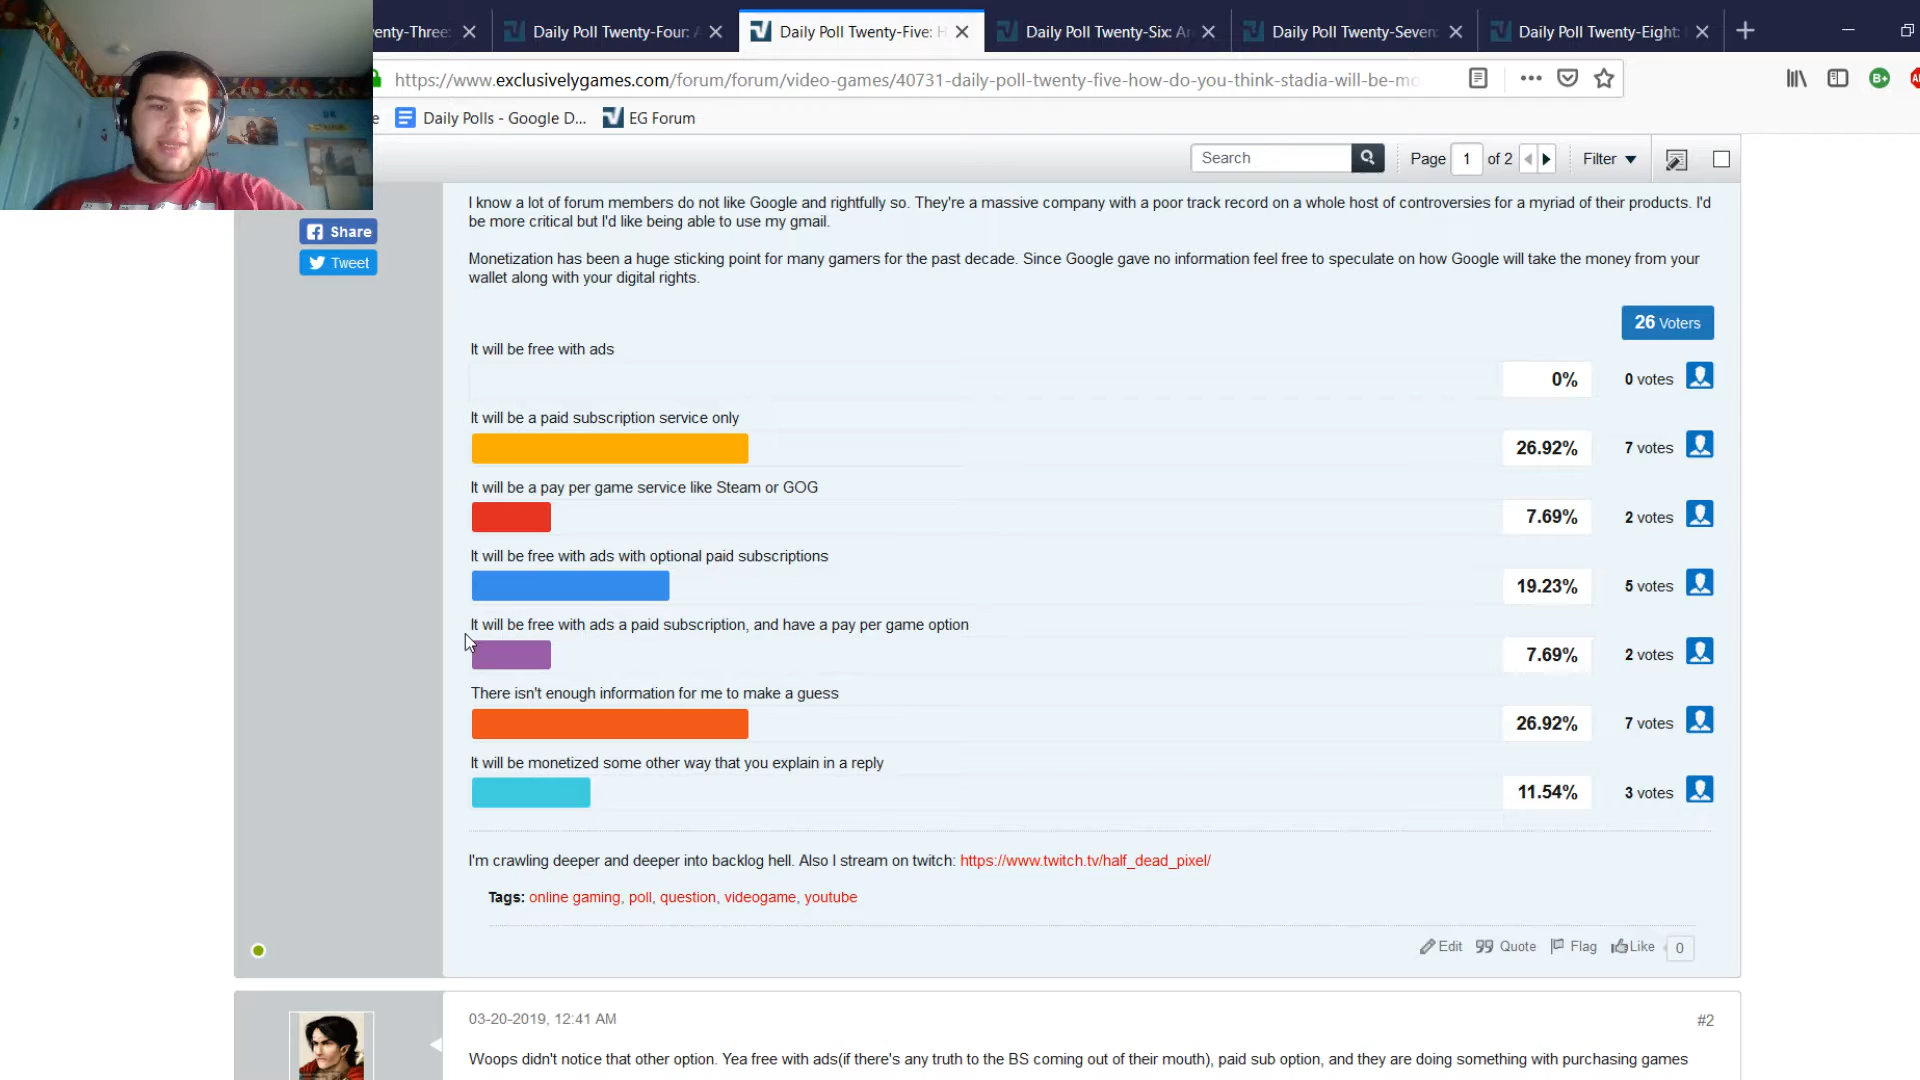 enty-Three:
Daily Poll Twenty-Four: A
Daily Poll Twenty-Five: H
Daily Poll Twenty-Six: An
Daily Poll Twenty-Seven:
Daily Poll Twenty-Eight:
https://www.exclusivelygames.com/forum/forum/video-games/40731-daily-poll-twenty-five-how-do-you-think-stadia-will-be-mo
B+
e
Daily Polls - Google D...
EG Forum
Search
Page 1 of 2
Filter
Share
Tweet
I know a lot of forum members do not like Google and rightfully so. They're a massive company with a poor track record on a whole host of controversies for a myriad of their products. I'd
be more critical but I'd like being able to use my gmail.
Monetization has been a huge sticking point for many gamers for the past decade. Since Google gave no information feel free to speculate on how Google will take the money from your
wallet along with your digital rights.
26 Voters
It will be free with ads
0% 0 votes
It will be a paid subscription service only
26.92% 7 votes
It will be a pay per game service like Steam or GOG
7.69% 2 votes
It will be free with ads with optional paid subscriptions
19.23% 5 votes
It will be free with ads a paid subscription, and have a pay per game option
7.69% 2 votes
There isn't enough information for me to make a guess
26.92% 7 votes
It will be monetized some other way that you explain in a reply
11.54% 3 votes
I'm crawling deeper and deeper into backlog hell. Also I stream on twitch: https://www.twitch.tv/half_dead_pixel/
Tags: online gaming, poll, question, videogame, youtube
Edit Quote Flag Like 0
03-20-2019, 12:41 AM
#2
Woops didn't notice that other option. Yea free with ads(if there's any truth to the BS coming out of their mouth), paid sub option, and they are doing something with purchasing games